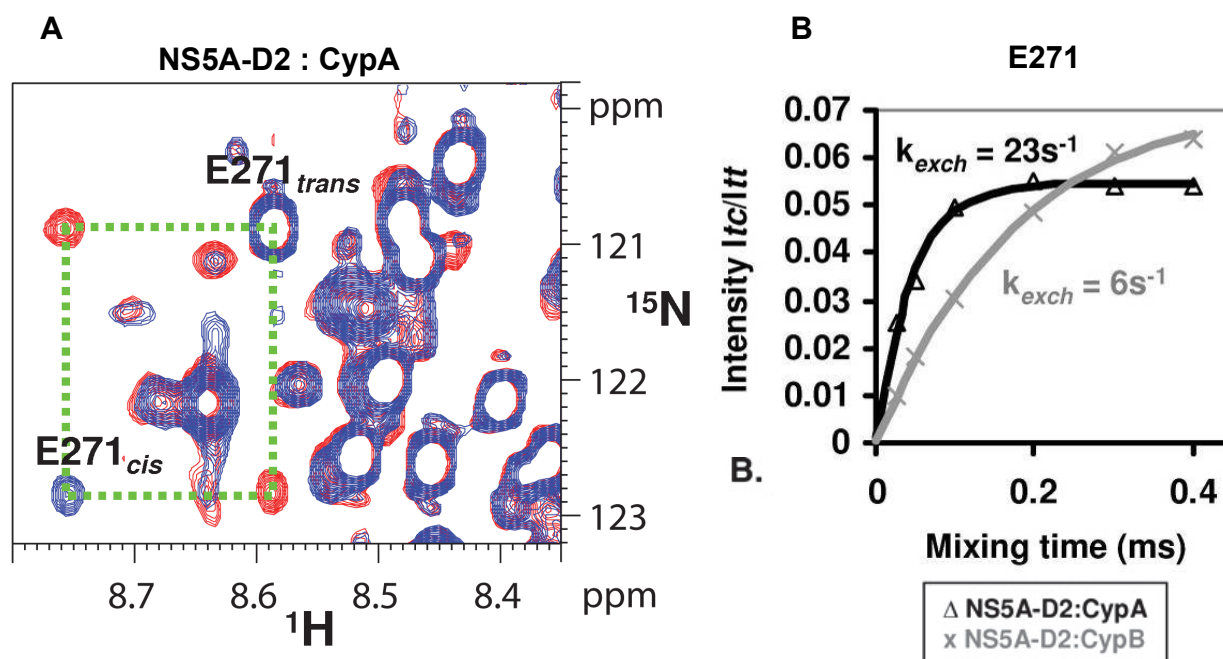 A
NS5A-D2 : CypA
ppm
E271trans
121
15N
122
E271cis
123
8.7
8.6
8.5
8.4
ppm
1H
B
E271
0.07
0.06
0.05
0.04
0.03
0.02
0.01
0
Intensity Itc/Itt
kexch = 23s-1
kexch = 6s-1
B.
0
0.2
0.4
Mixing time (ms)
Δ NS5A-D2:CypA
x NS5A-D2:CypB